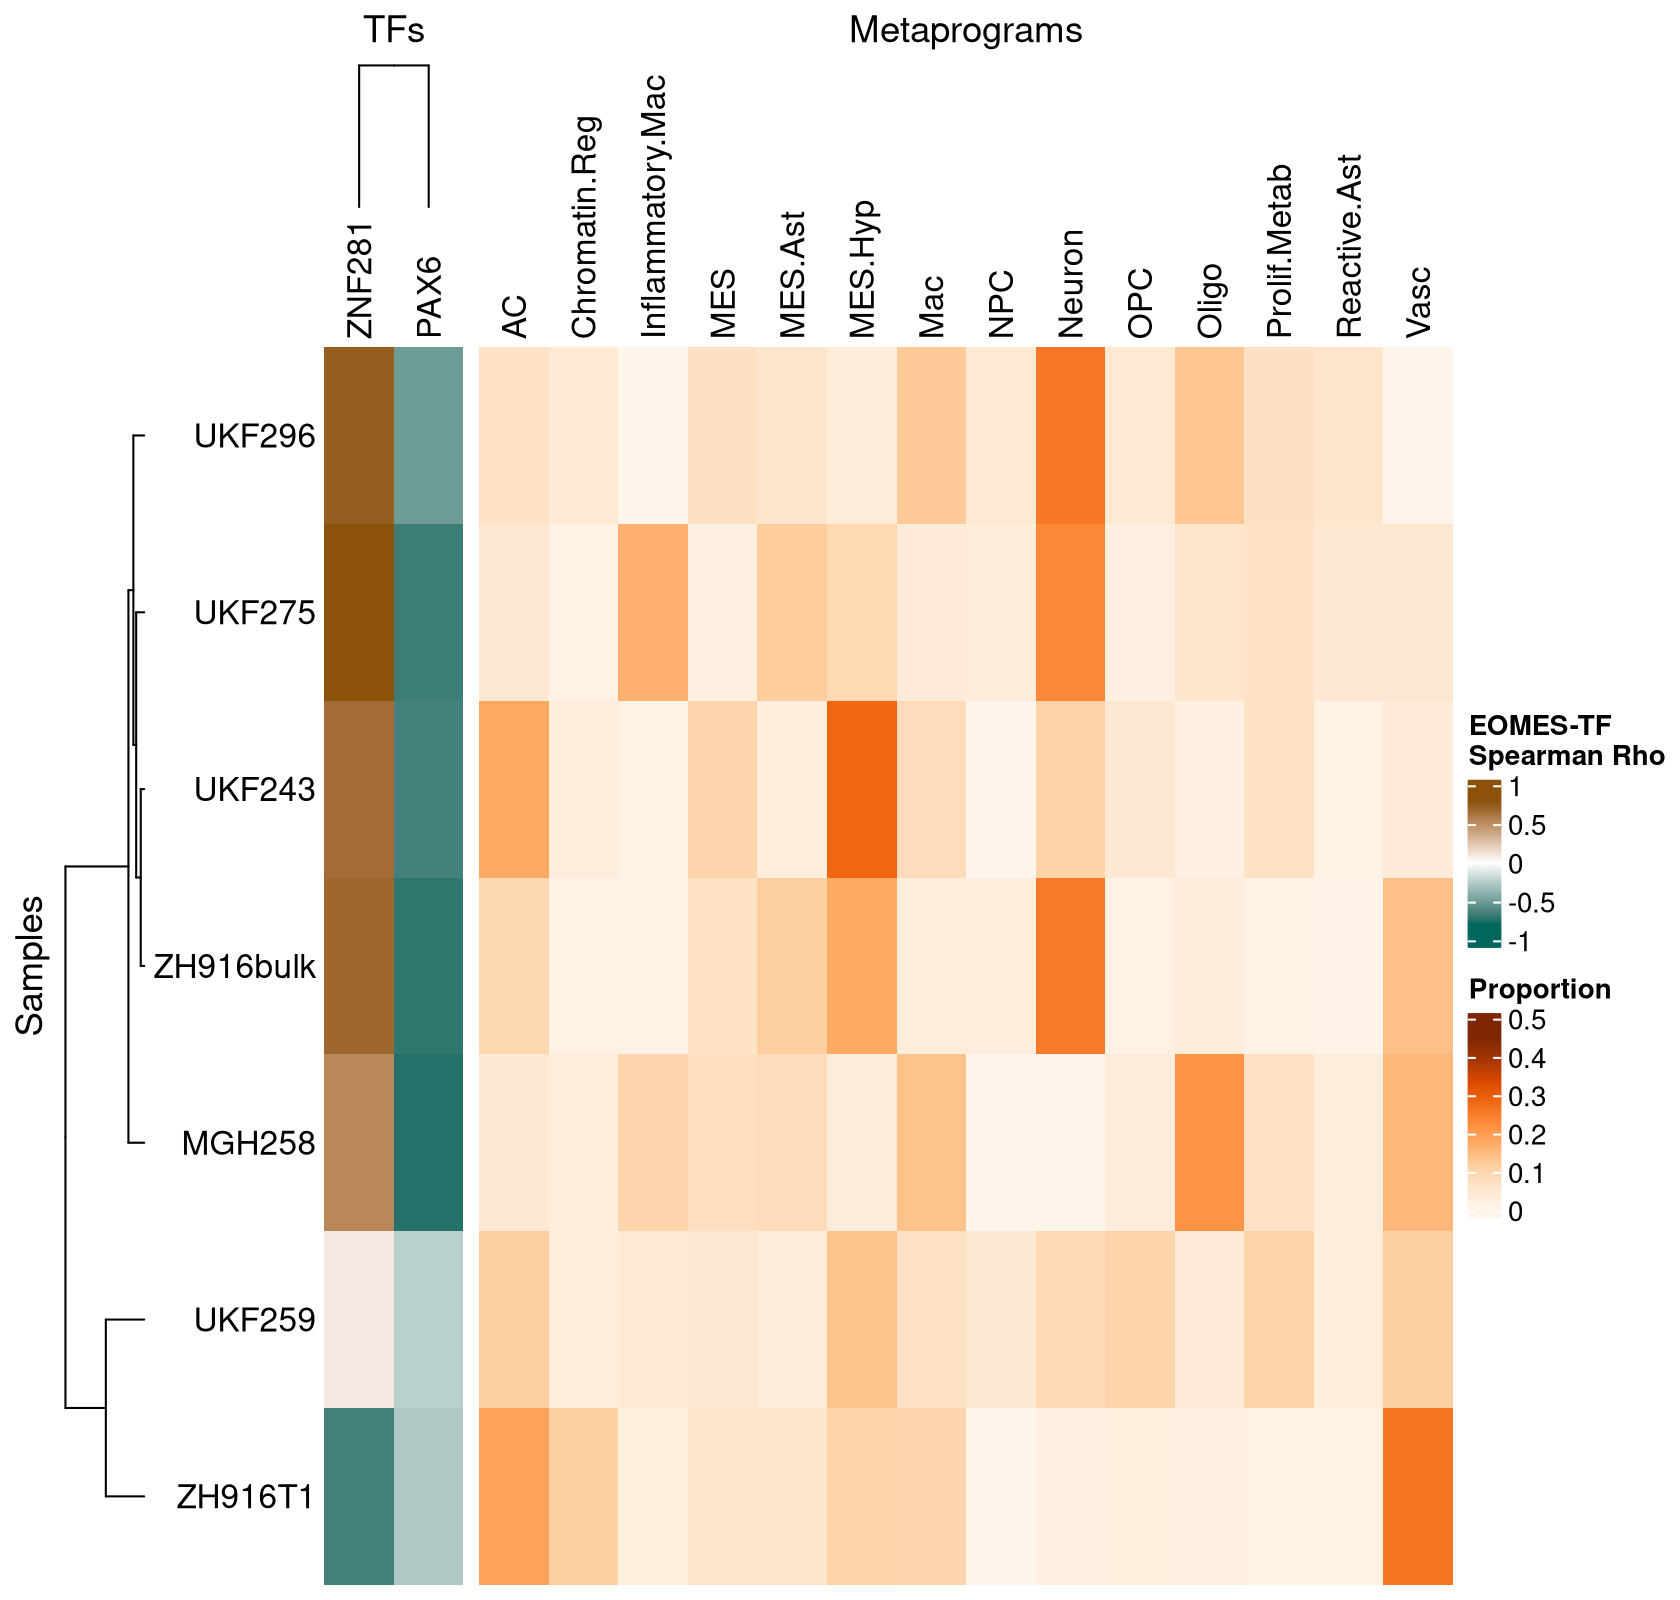 TFs
Metaprograms
ZNF281
PAX6
AC
Chromatin.Reg
Inflammatory.Mac
MES
MES.Ast
MES.Hyp
Mac
NPC
Neuron
OPC
Oligo
Prolif.Metab
Reactive.Ast
Vasc
Samples
UKF296
UKF275
UKF243
ZH916bulk
MGH258
UKF259
ZH916T1
EOMES-TF
Spearman Rho
1
0.5
0
-0.5
-1
Proportion
0.5
0.4
0.3
0.2
0.1
0